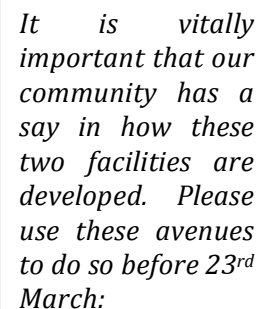 It is vitally
important that our
community has a
say in how these
two facilities are
developed. Please
use these avenues
to do so before 23rd
March: